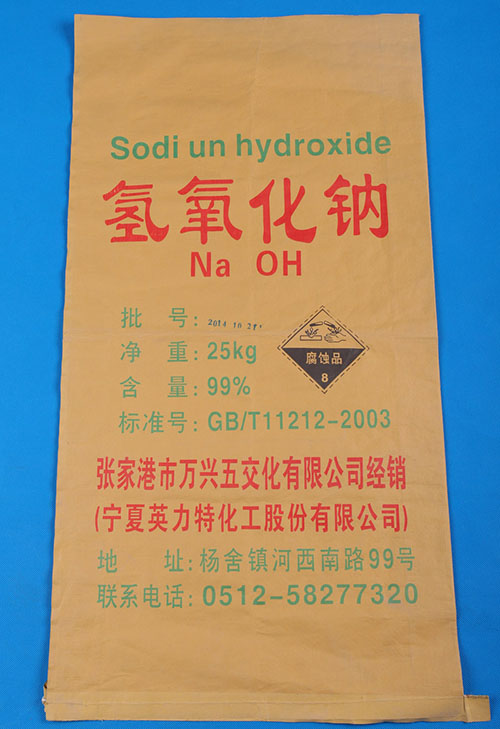 Sodi un hydroxide
氢氧化钠
Na OH
批 号: 2014 10 21
净 重: 25kg
含 量: 99%
标准号: GB/T11212-2003
腐蚀品
8
张家港市万兴五交化有限公司经销
(宁夏英力特化工股份有限公司)
地 址: 杨舍镇河西南路99号
联系电话: 0512-58277320